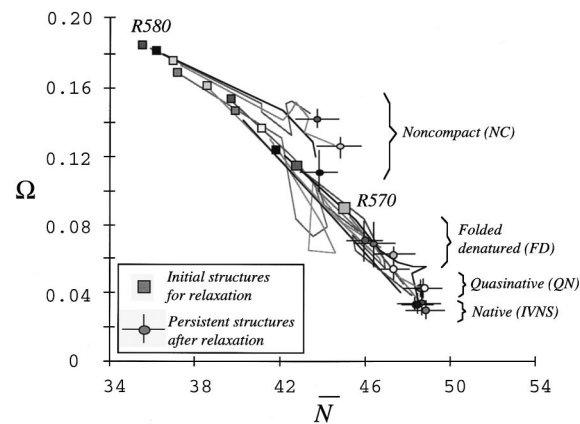 0.20
0.16
0.12
0.08
0.04
0
Ω
R580
R570
Noncompact (NC)
Folded
denatured (FD)
Quasinative (QN)
Native (IVNS)
Initial structures
for relaxation
Persistent structures
after relaxation
34 38 42 46 50 54
N̅